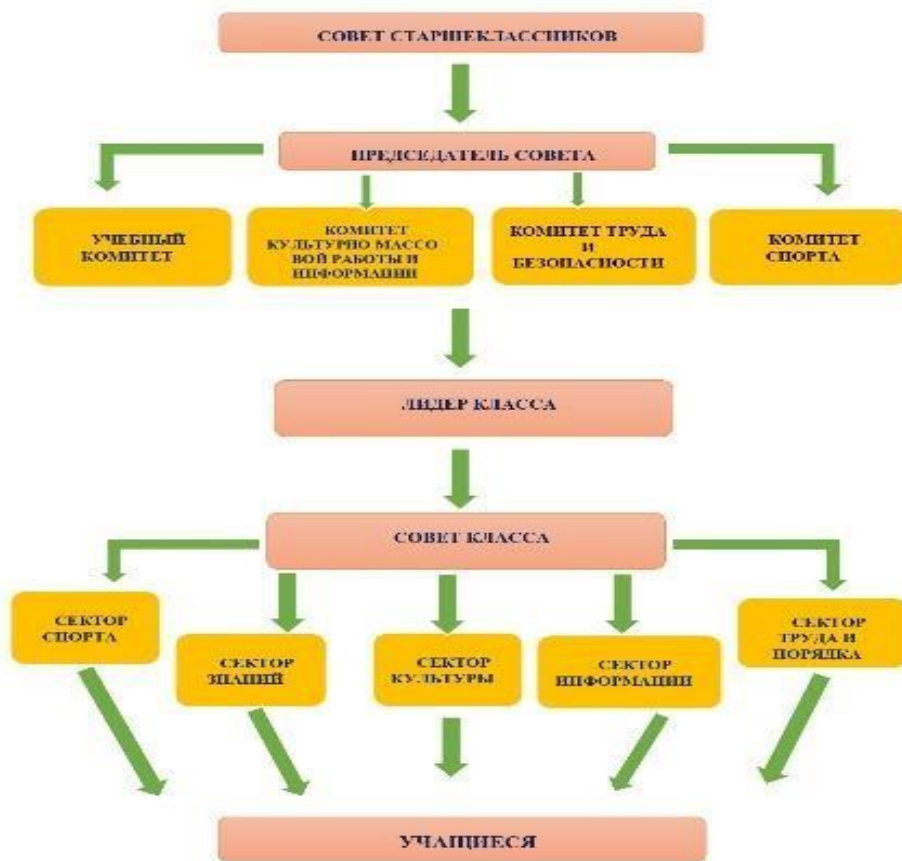 СОВЕТ СТАРШЕКЛАССНИКОВ
ПРЕДСЕДАТЕЛЬ СОВЕТА
УЧЕБНЫЙ
КОМИТЕТ
КОМИТЕТ
КУЛЬТУРНО МАССО
ВОЙ РАБОТЫ И
ИНФОРМАЦИИ
КОМИТЕТ ТРУДА
И
БЕЗОПАСНОСТИ
КОМИТЕТ
СПОРТА
ЛИДЕР КЛАССА
СОВЕТ КЛАССА
СЕКТОР
СПОРТА
СЕКТОР
ЗНАНИЙ
СЕКТОР
КУЛЬТУРЫ
СЕКТОР
ИНФОРМАЦИИ
СЕКТОР
ТРУДА И
ПОРЯДКА
УЧАЩИЕСЯ